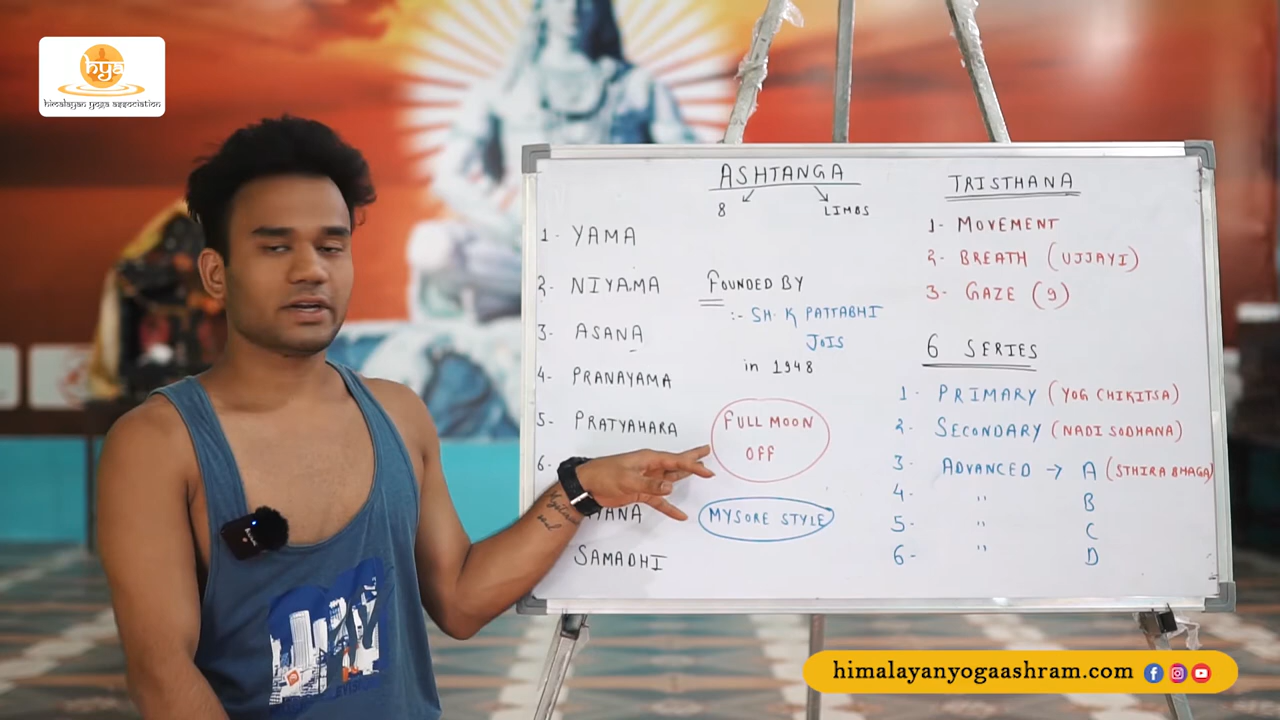 hya
himalayan yoga association
ASHTANGA
8 LIMBS
1- YAMA
2- NIYAMA
3- ASANA
4- PRANAYAMA
5- PRATYAHARA
6-
SAMADHI
FOUNDED BY
:- SH. K PATTABHI
JOIS
in 1948
FULL MOON
OFF
MYSORE STYLE
TRISTHANA
1- MOVEMENT
2- BREATH (UJJAYI)
3- GAZE (9)
6 SERIES
1- PRIMARY (YOG CHIKITSA)
2- SECONDARY (NADI SODHANA)
3- ADVANCED → A (STHIRA BHAGA)
4- " B
5- " C
6- " D
himalayanyogaashram.com